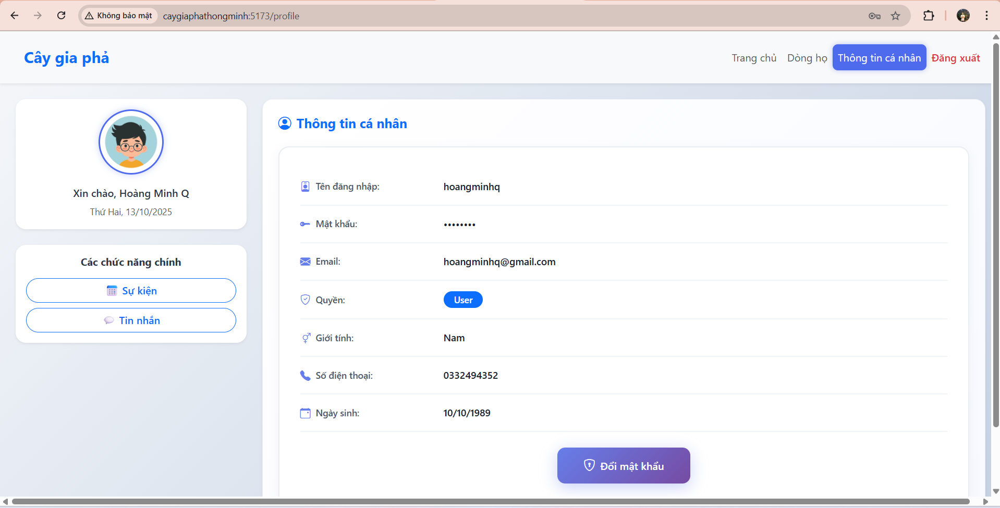 Không bảo mật
caygiaphathongminh:5173/profile
Cây gia phả
Trang chủ Dòng họ Thông tin cá nhân Đăng xuất
Xin chào, Hoàng Minh Q
Thứ Hai, 13/10/2025
Các chức năng chính
Sự kiện
Tin nhắn
Thông tin cá nhân
Tên đăng nhập: hoangminhq
Mật khẩu: ••••••••
Email: hoangminhq@gmail.com
Quyền: User
Giới tính: Nam
Số điện thoại: 0332494352
Ngày sinh: 10/10/1989
Đổi mật khẩu